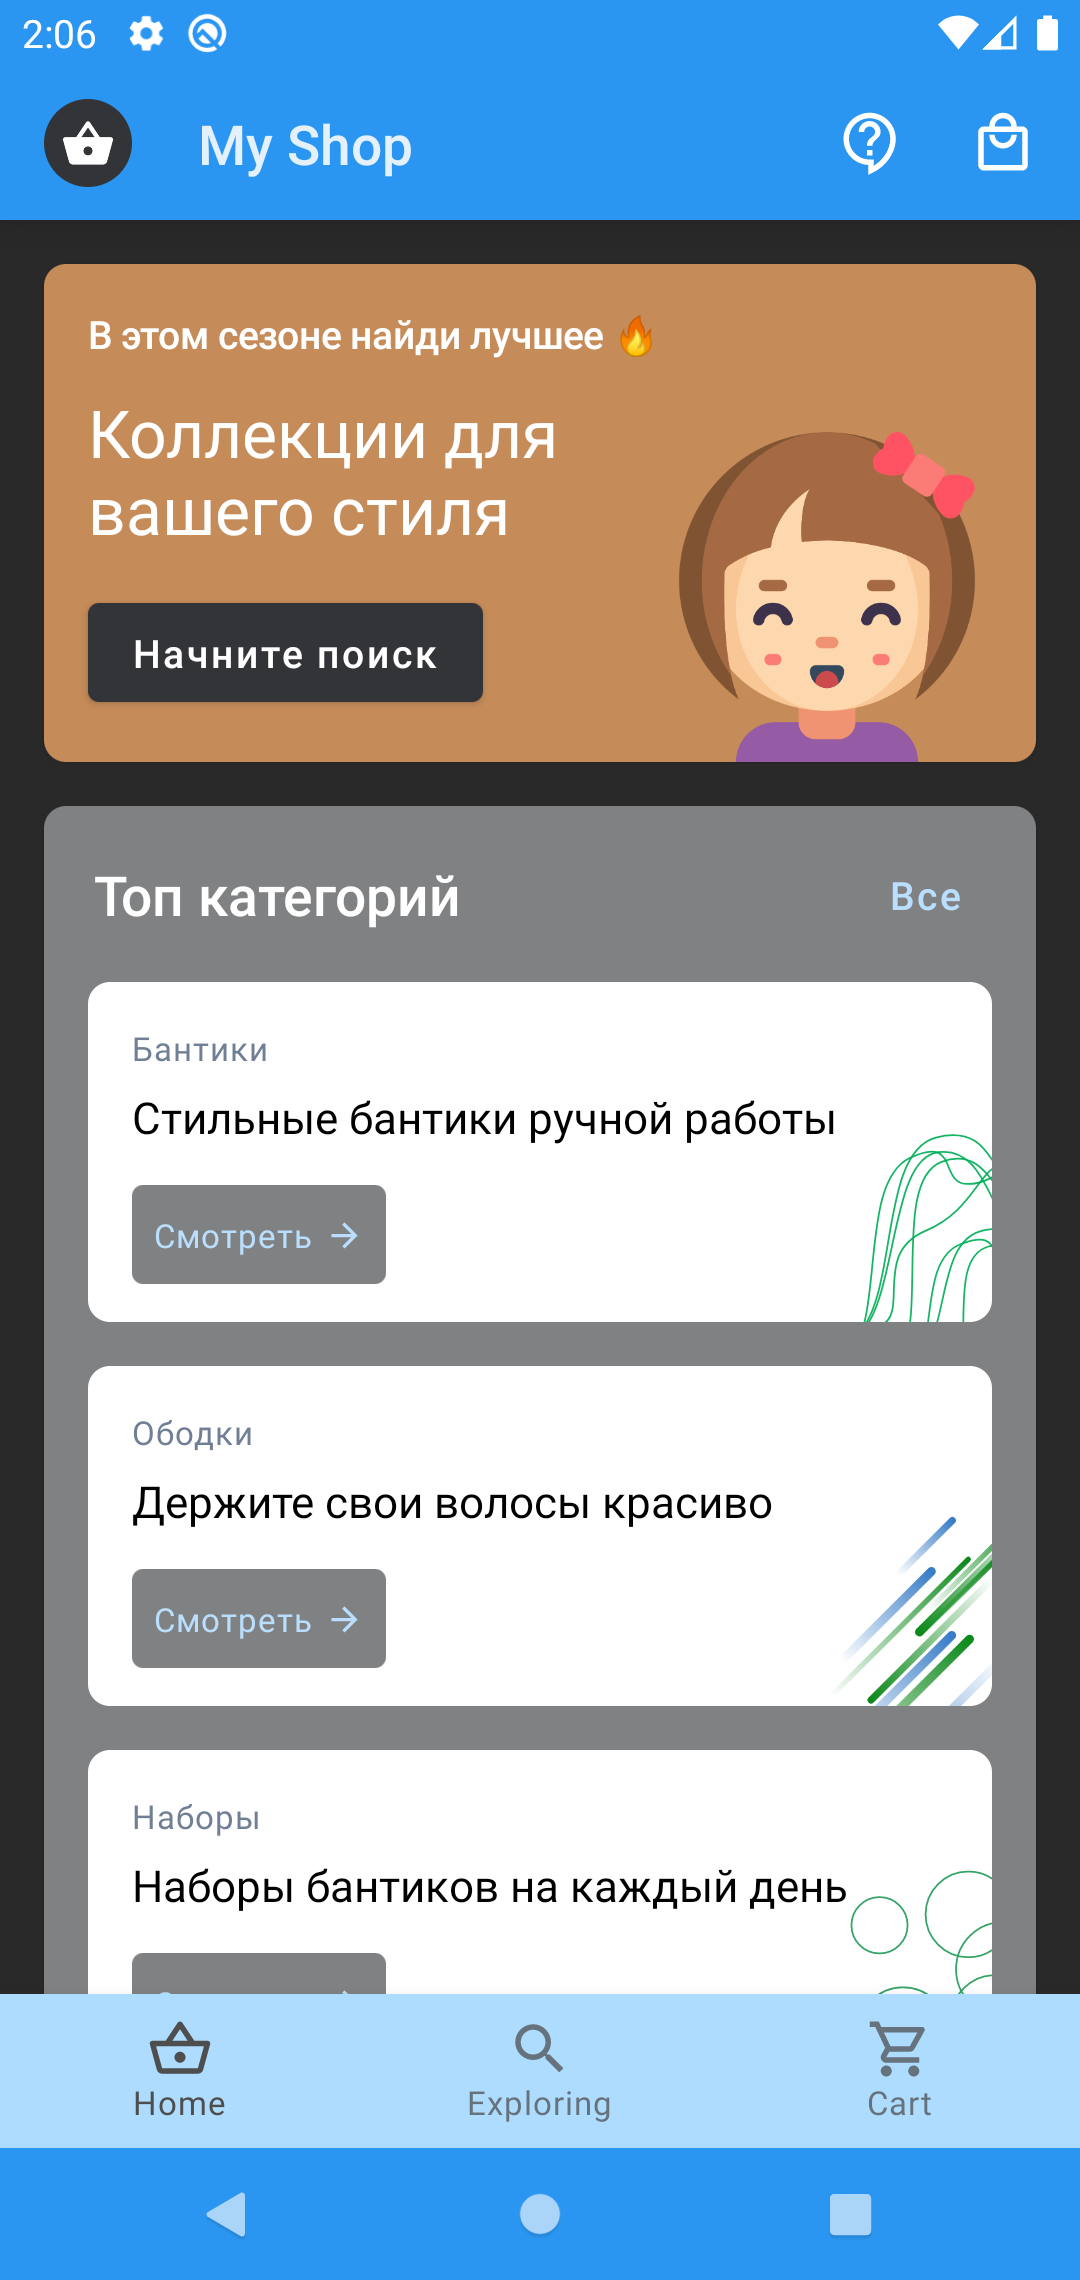 2:06
My Shop
В этом сезоне найди лучшее 🔥
Коллекции для
вашего стиля
Начните поиск
Топ категорий
Все
Бантики
Стильные бантики ручной работы
Смотреть →
Ободки
Держите свои волосы красиво
Смотреть →
Наборы
Наборы бантиков на каждый день
Home
Exploring
Cart